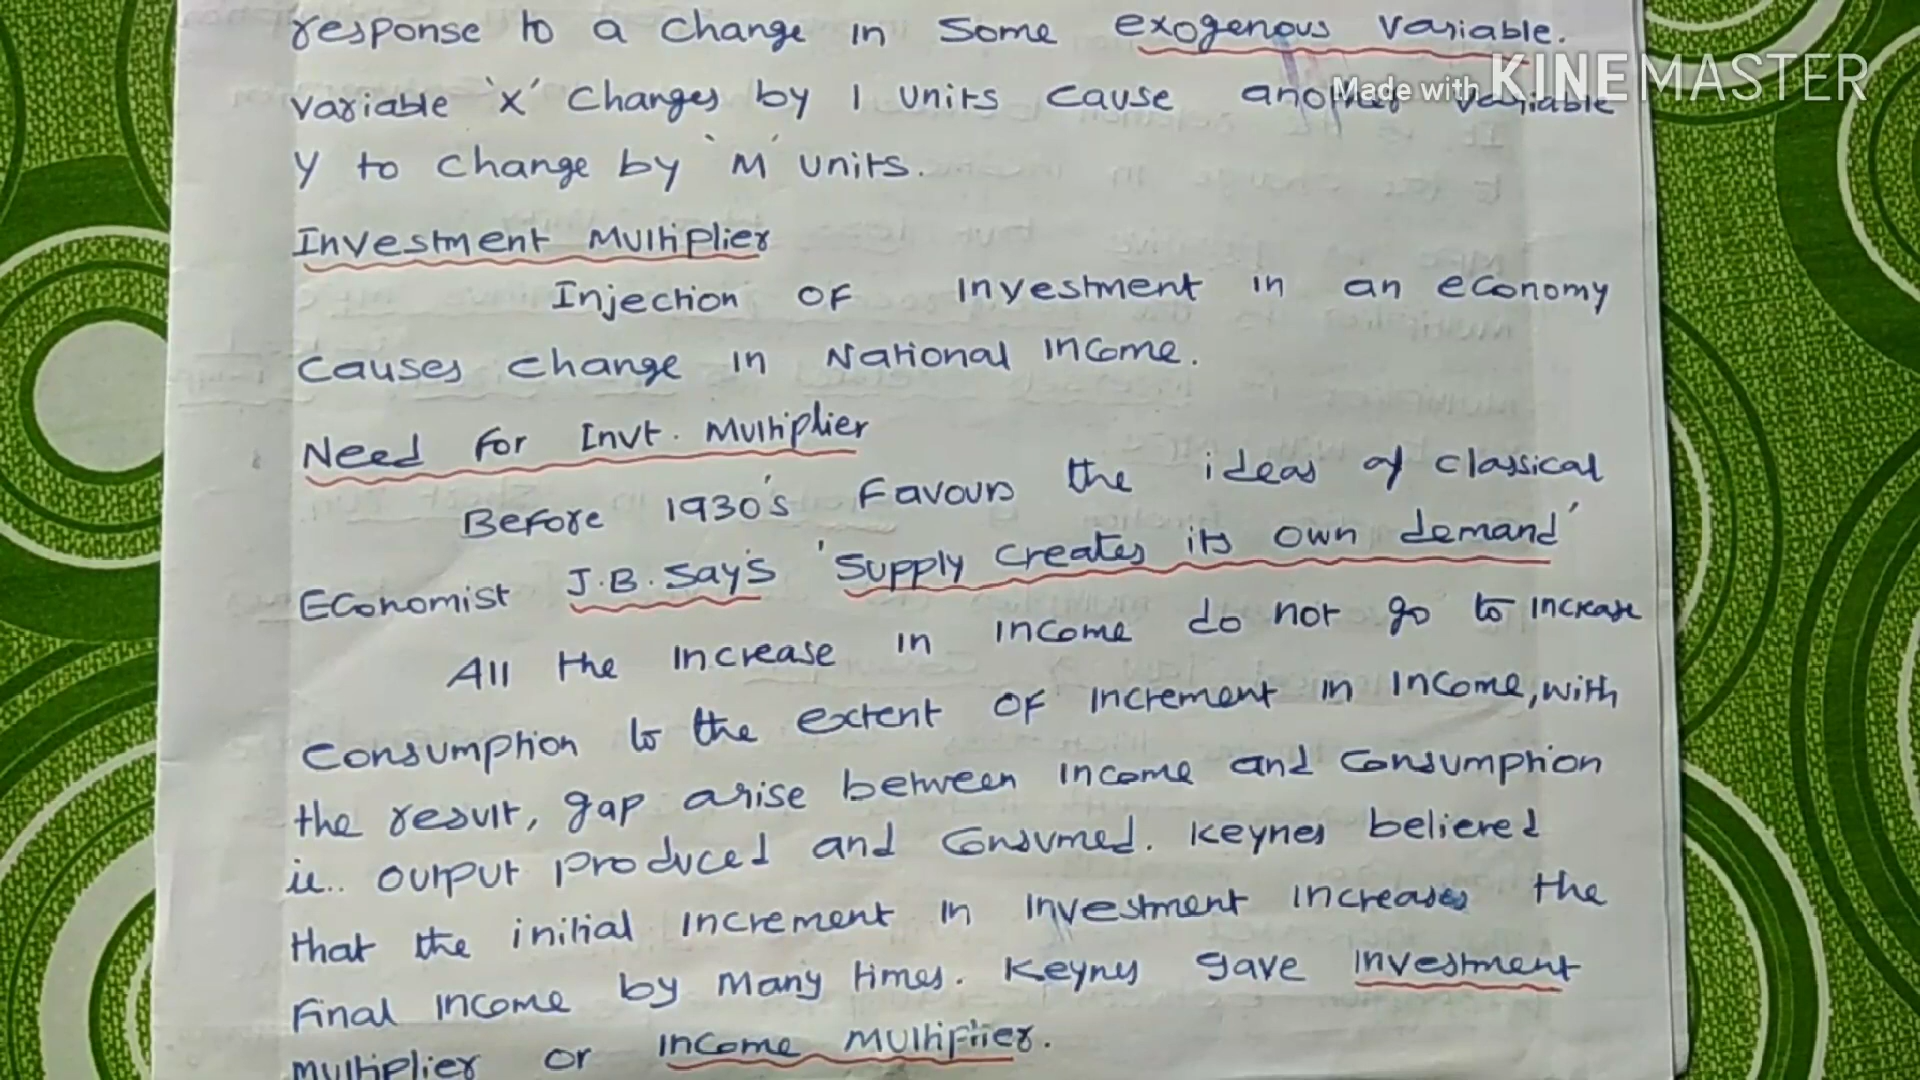 response to a change in some exogenous variable.
Made with KINEMASTER
variable 'X' changes by 1 units cause another variable
Y to change by 'M' units.
Investment Multiplier
Injection of investment in an economy
causes change in National income.
Need for Invt. Multiplier
Before 1930's Favours the ideas of classical
Economist J.B. Say's 'Supply creates its own demand'
All the increase in income do not go to increase
consumption to the extent of increment in income, with
the result, gap arise between income and consumption
ie.. output produced and consumed. Keynes believed
that the initial increment in investment increases the
final income by many times. Keynes gave investment
multiplier or income multiplier.